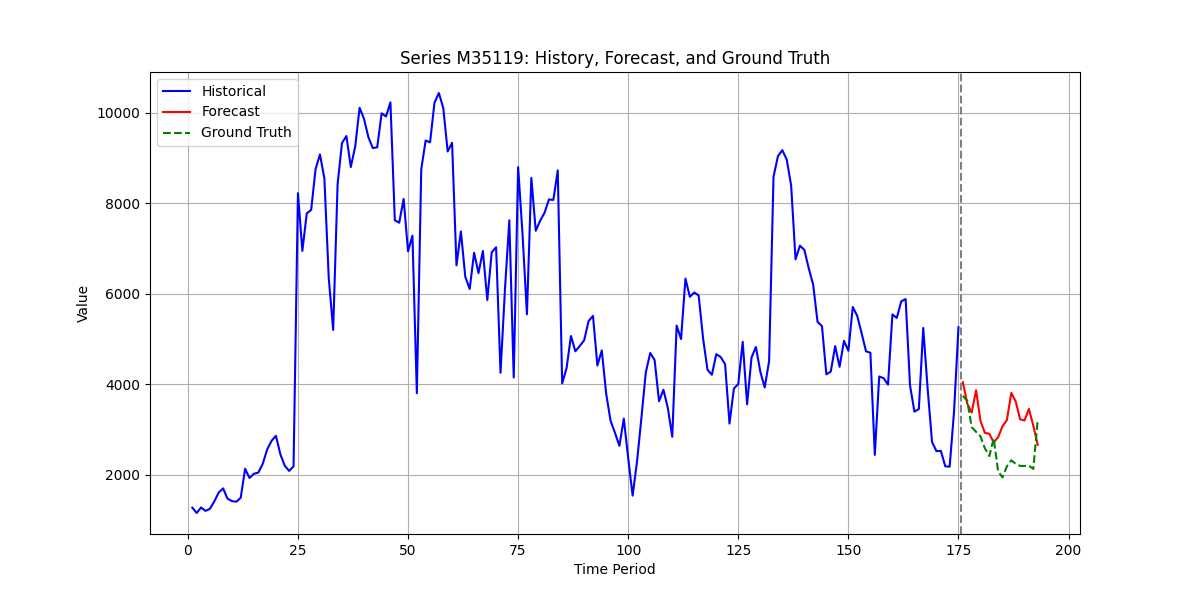 Series M35119: History, Forecast, and Ground Truth
Historical
Forecast
Ground Truth
10000
8000
6000
4000
2000
Value
0 25 50 75 100 125 150 175 200
Time Period